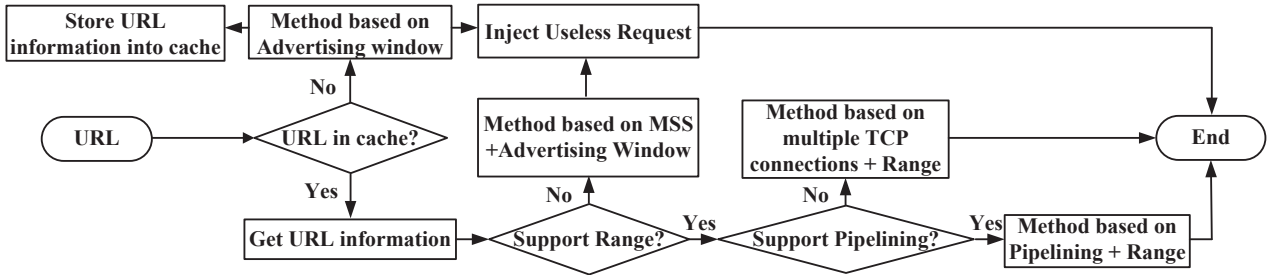 Store URL
information into cache
Method based on
Advertising window
Inject Useless Request
No
URL
URL in cache?
Method based on MSS
+Advertising Window
Method based on
multiple TCP
connections + Range
End
Yes
No
No
Get URL information
Support Range?
Yes
Support Pipelining?
Yes
Method based on
Pipelining + Range